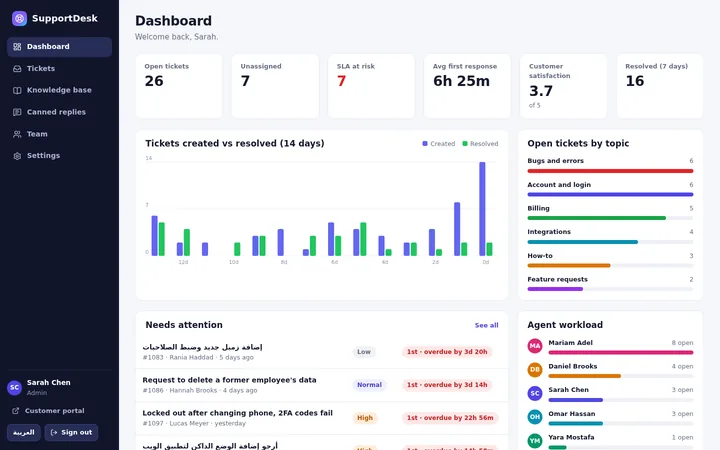 SupportDesk
Dashboard
Tickets
Knowledge base
Canned replies
Team
Settings
SC
Sarah Chen
Admin
Customer portal
العربية
Sign out
Dashboard
Welcome back, Sarah.
Open tickets
26
Unassigned
7
SLA at risk
7
Avg first response
6h 25m
Customer
satisfaction
3.7
of 5
Resolved (7 days)
16
Tickets created vs resolved (14 days)
Created
Resolved
14
7
0
12d
10d
8d
6d
4d
2d
0d
Open tickets by topic
Bugs and errors 6
Account and login 6
Billing 5
Integrations 4
How-to 3
Feature requests 2
Needs attention
See all
إضافة زميل جديد وضبط الصلاحيات
#1083 · Rania Haddad · 5 days ago
Low
1st · overdue by 3d 20h
Request to delete a former employee's data
#1086 · Hannah Brooks · 4 days ago
Normal
1st · overdue by 3d 14h
Locked out after changing phone, 2FA codes fail
#1097 · Lucas Meyer · yesterday
High
1st · overdue by 22h 56m
أرجو إضافة الوضع الداكن لتطبيق الويب
Agent workload
MA
Mariam Adel
8 open
DB
Daniel Brooks
4 open
SC
Sarah Chen
3 open
OH
Omar Hassan
3 open
YM
Yara Mostafa
1 open